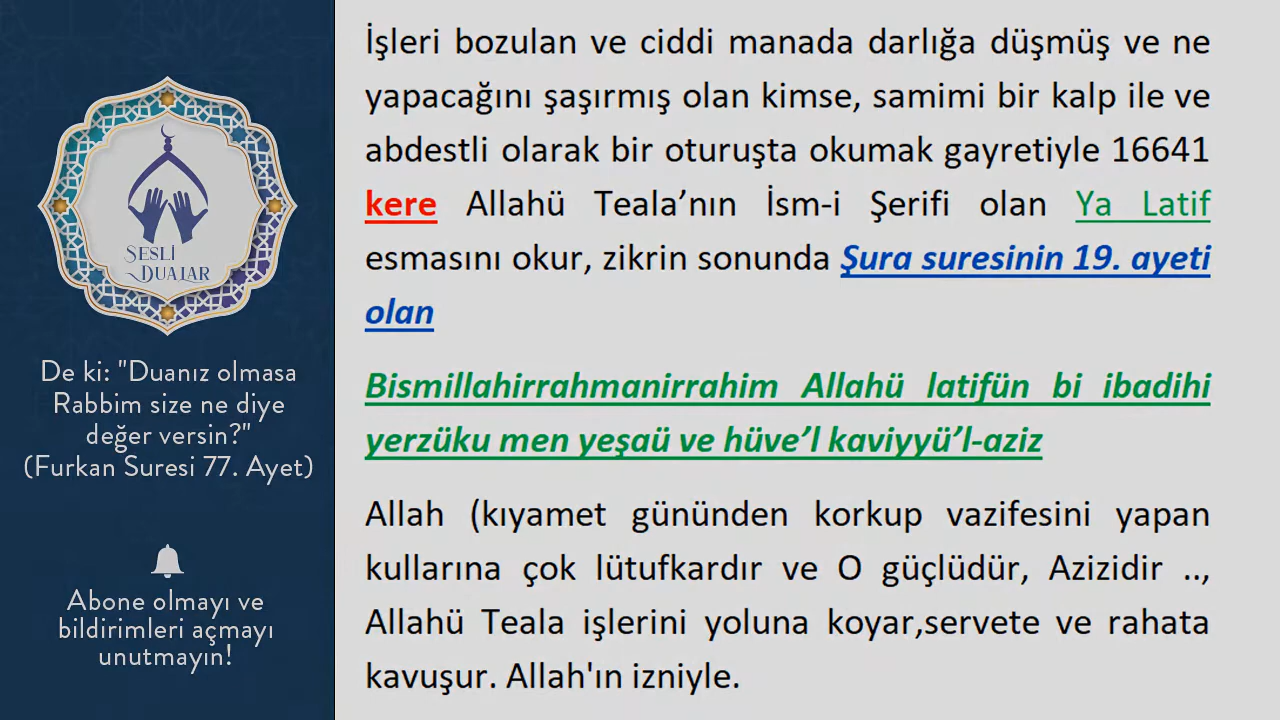 SESLİ
DUALAR
De ki: "Duanız olmasa
Rabbim size ne diye
değer versin?"
(Furkan Suresi 77. Ayet)
Abone olmayı ve
bildirimleri açmayı
unutmayın!
İşleri bozulan ve ciddi manada darlığa düşmüş ve ne
yapacağını şaşırmış olan kimse, samimi bir kalp ile ve
abdestli olarak bir oturuşta okumak gayretiyle 16641
kere Allahü Teala’nın İsm-i Şerifi olan Ya Latif
esmasını okur, zikrin sonunda Şura suresinin 19. ayeti
olan
Bismillahirrahmanirrahim Allahü latifün bi ibadihi
yerzüku men yeşaü ve hüve’l kaviyyü’l-aziz
Allah (kıyamet gününden korkup vazifesini yapan
kullarına çok lütufkardır ve O güçlüdür, Azizidir ..,
Allahü Teala işlerini yoluna koyar,servete ve rahata
kavuşur. Allah'ın izniyle.